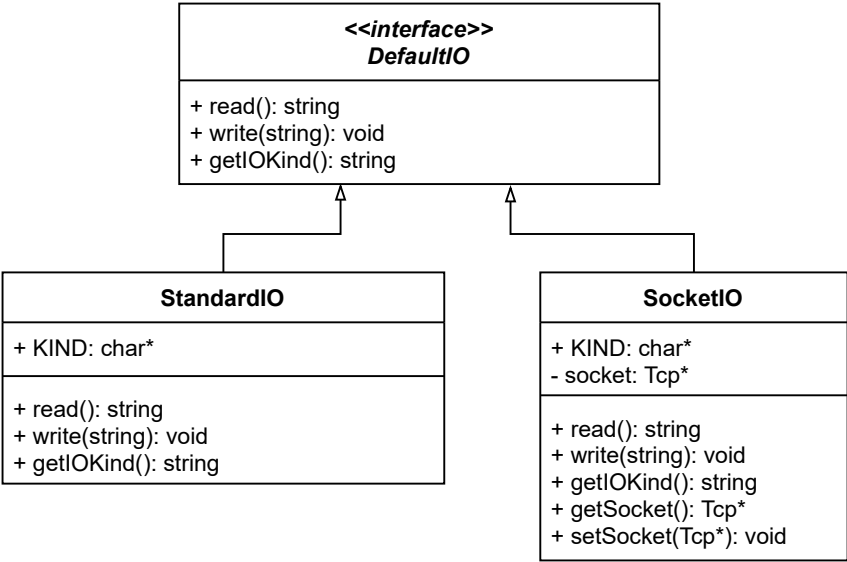 <<interface>>
DefaultIO
+ read(): string
+ write(string): void
+ getIOKind(): string
StandardIO
+ KIND: char*
+ read(): string
+ write(string): void
+ getIOKind(): string
SocketIO
+ KIND: char*
- socket: Tcp*
+ read(): string
+ write(string): void
+ getIOKind(): string
+ getSocket(): Tcp*
+ setSocket(Tcp*): void